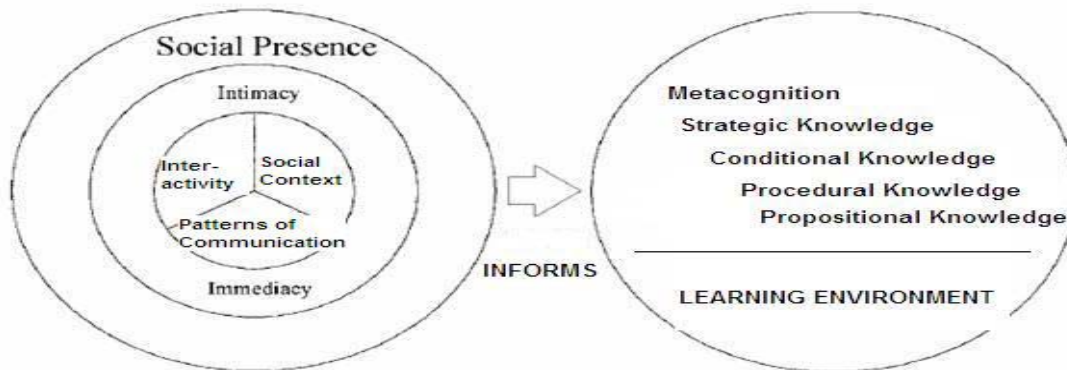 Social Presence
Intimacy
Inter-
activity
Social
Context
Patterns of
Communication
Immediacy
INFORMS
Metacognition
Strategic Knowledge
Conditional Knowledge
Procedural Knowledge
Propositional Knowledge
LEARNING ENVIRONMENT